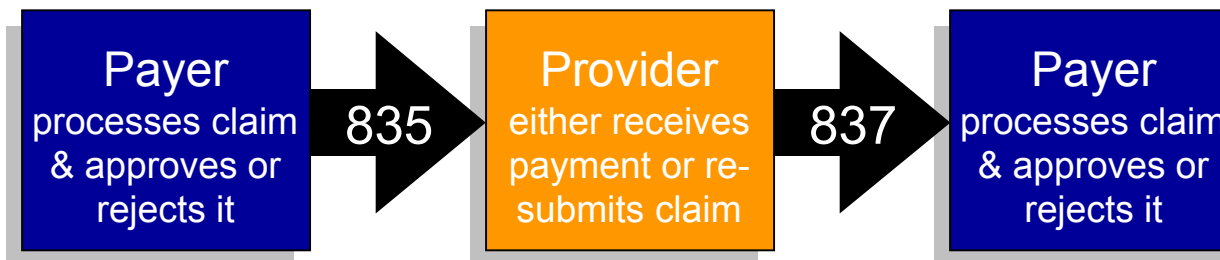 Payer
processes claim
& approves or
rejects it
835
Provider
either receives
payment or re-
submits claim
837
Payer
processes claim
& approves or
rejects it